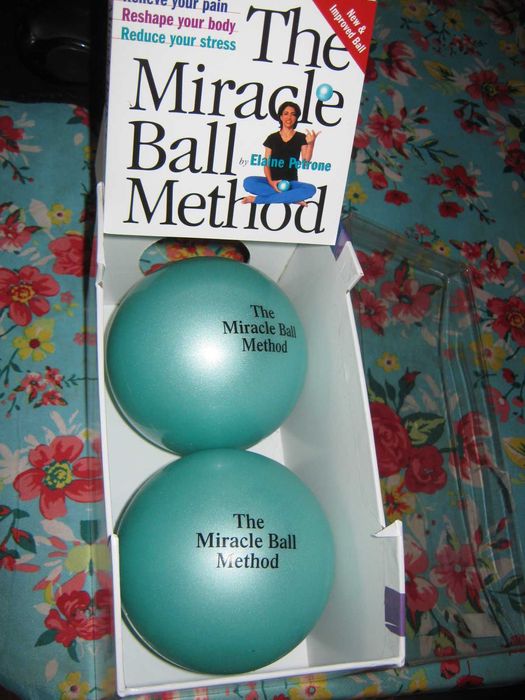 Relieve your pain
Reshape your body
Reduce your stress
New &
Improved Ball
The
Miracle
Ball
by Elaine Petrone
Method
The
Miracle Ball
Method
The
Miracle Ball
Method